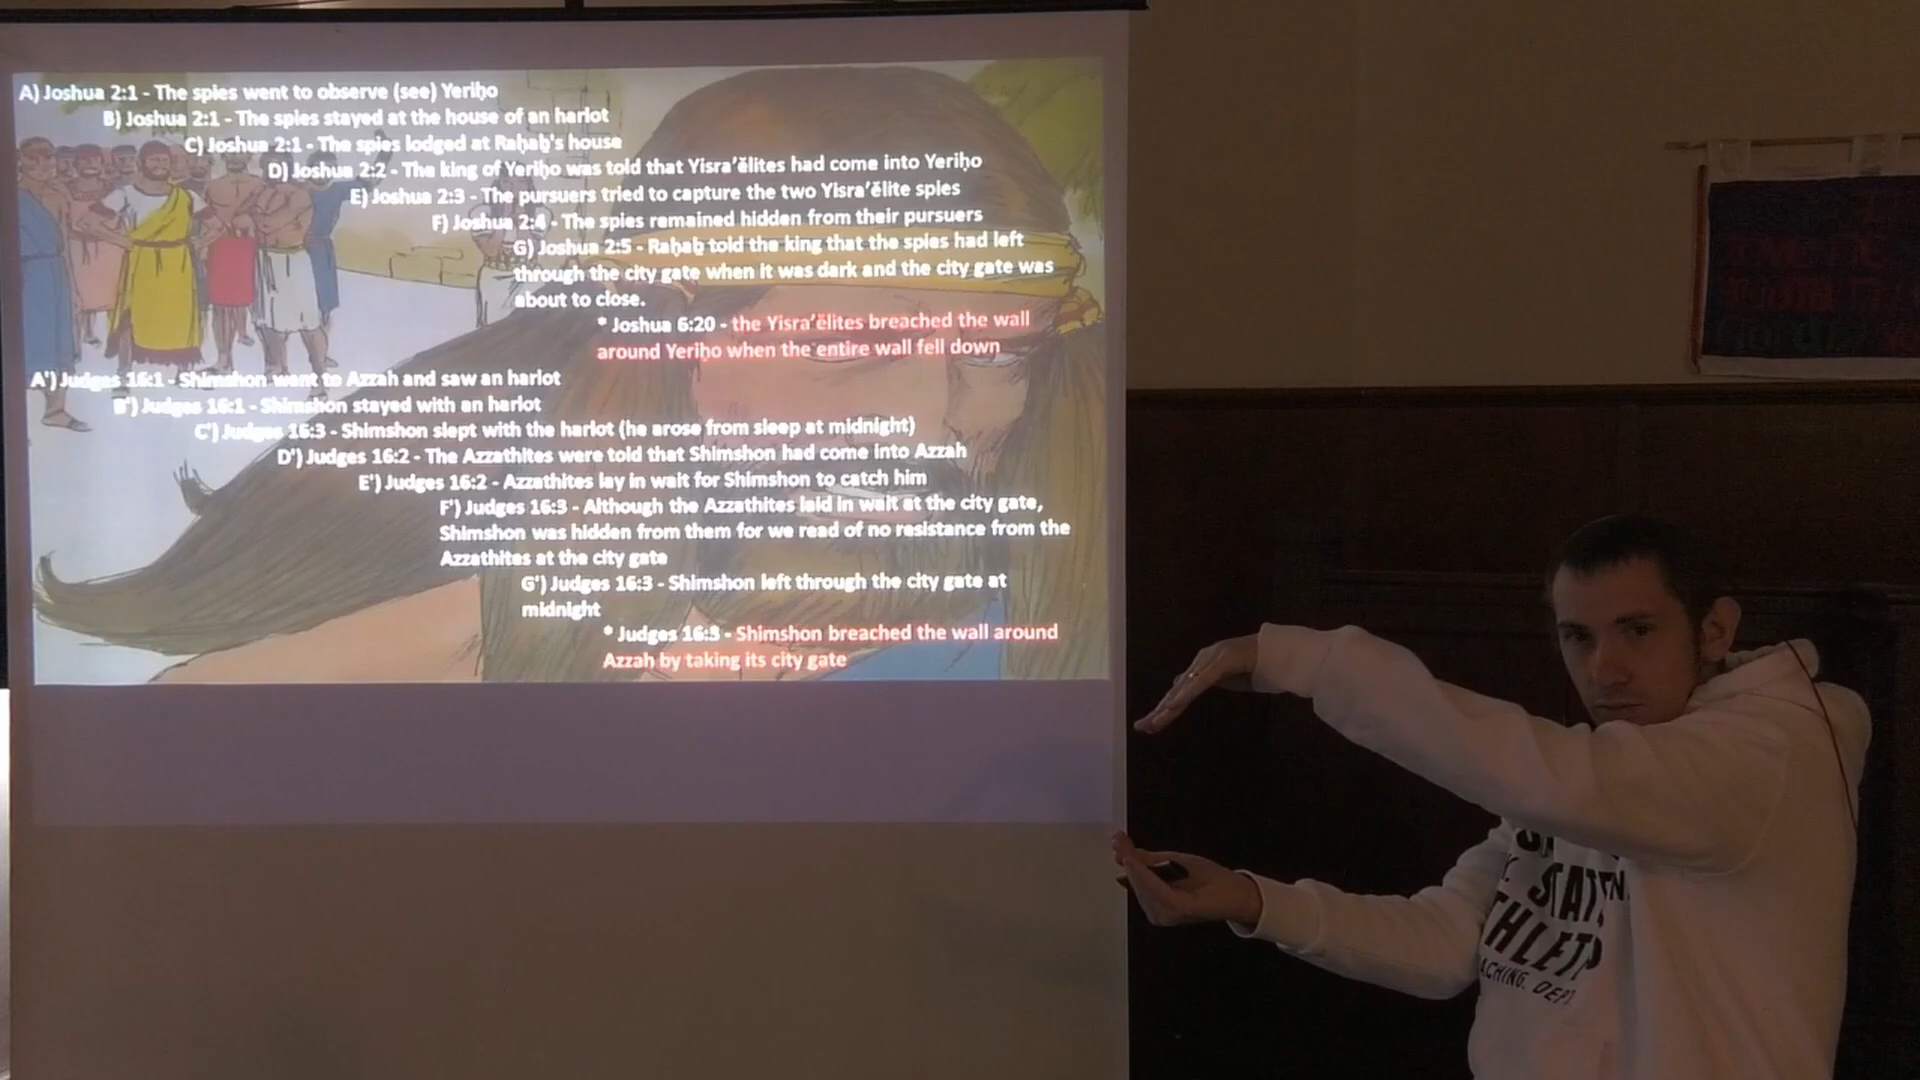 A) Joshua 2:1 - The spies went to observe (see) Yeriḥo
B) Joshua 2:1 - The spies stayed at the house of an harlot
C) Joshua 2:1 - The spies lodged at Raḥaḇ's house
D) Joshua 2:2 - The king of Yeriḥo was told that Yisra’ĕlites had come into Yeriḥo
E) Joshua 2:3 - The pursuers tried to capture the two Yisra’ĕlite spies
F) Joshua 2:4 - The spies remained hidden from their pursuers
G) Joshua 2:5 - Raḥaḇ told the king that the spies had left
through the city gate when it was dark and the city gate was
about to close.
* Joshua 6:20 - the Yisra’ĕlites breached the wall
around Yeriḥo when the entire wall fell down
A') Judges 16:1 - Shimshon went to Azzah and saw an harlot
B') Judges 16:1 - Shimshon stayed with an harlot
C') Judges 16:3 - Shimshon slept with the harlot (he arose from sleep at midnight)
D') Judges 16:2 - The Azzathites were told that Shimshon had come into Azzah
E') Judges 16:2 - Azzathites lay in wait for Shimshon to catch him
F') Judges 16:3 - Although the Azzathites laid in wait at the city gate,
Shimshon was hidden from them for we read of no resistance from the
Azzathites at the city gate
G') Judges 16:3 - Shimshon left through the city gate at
midnight
* Judges 16:3 - Shimshon breached the wall around
Azzah by taking its city gate
DEPT.